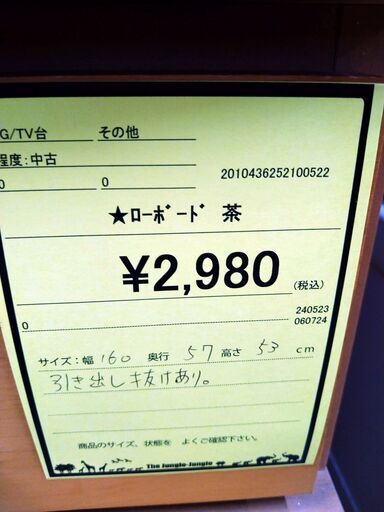 G/TV台 その他
程度:中古
0 0 2010436252100522
★ﾛｰﾎﾞｰﾄﾞ 茶
¥2,980 (税込)
240523
0 060724
サイズ:幅 160 奥行 57 高さ 53 cm
引き出し抜けあり。
商品のサイズ、状態を よくご確認下さい。
The Jungle Jungle